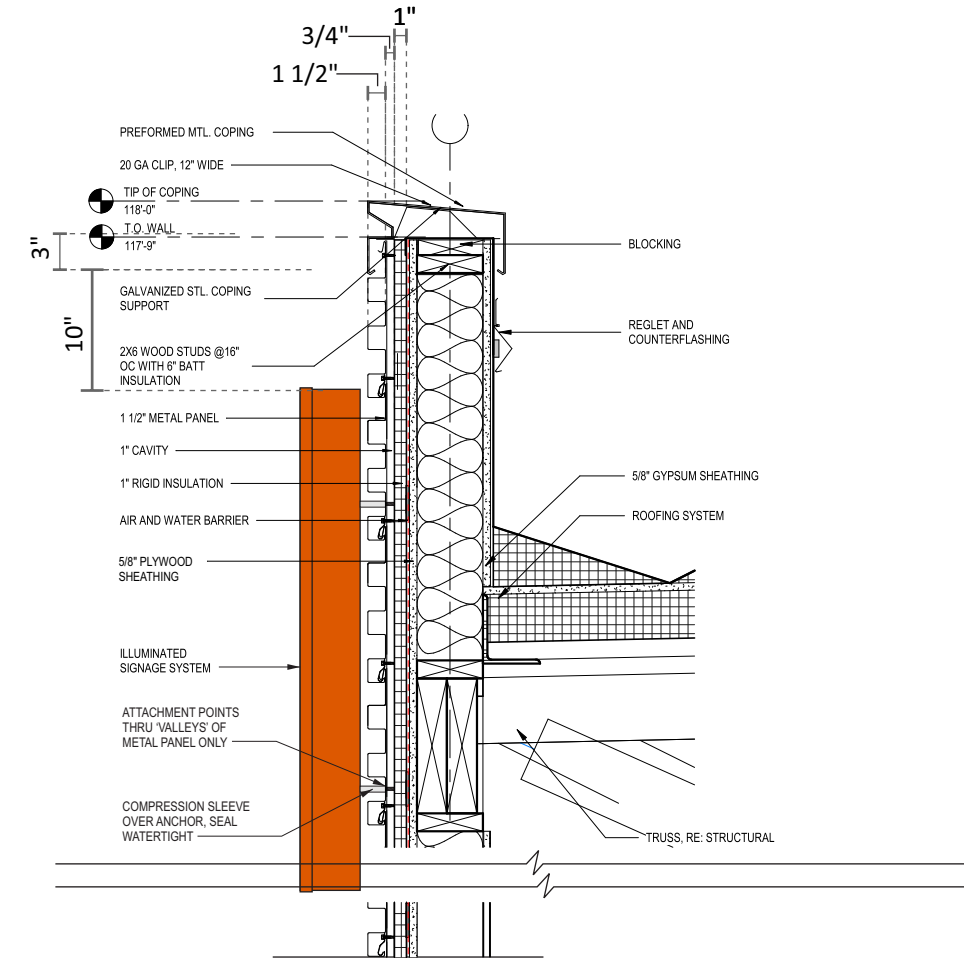 1"
3/4"
1 1/2"
PREFORMED MTL. COPING
20 GA CLIP, 12" WIDE
TIP OF COPING
118'-0"
T.O. WALL
117'-9"
3"
BLOCKING
GALVANIZED STL. COPING
SUPPORT
10"
REGLET AND
COUNTERFLASHING
2X6 WOOD STUDS @16"
OC WITH 6" BATT
INSULATION
1 1/2" METAL PANEL
1" CAVITY
1" RIGID INSULATION
AIR AND WATER BARRIER
5/8" PLYWOOD
SHEATHING
5/8" GYPSUM SHEATHING
ROOFING SYSTEM
ILLUMINATED
SIGNAGE SYSTEM
ATTACHMENT POINTS
THRU 'VALLEYS' OF
METAL PANEL ONLY
COMPRESSION SLEEVE
OVER ANCHOR, SEAL
WATERTIGHT
TRUSS, RE: STRUCTURAL